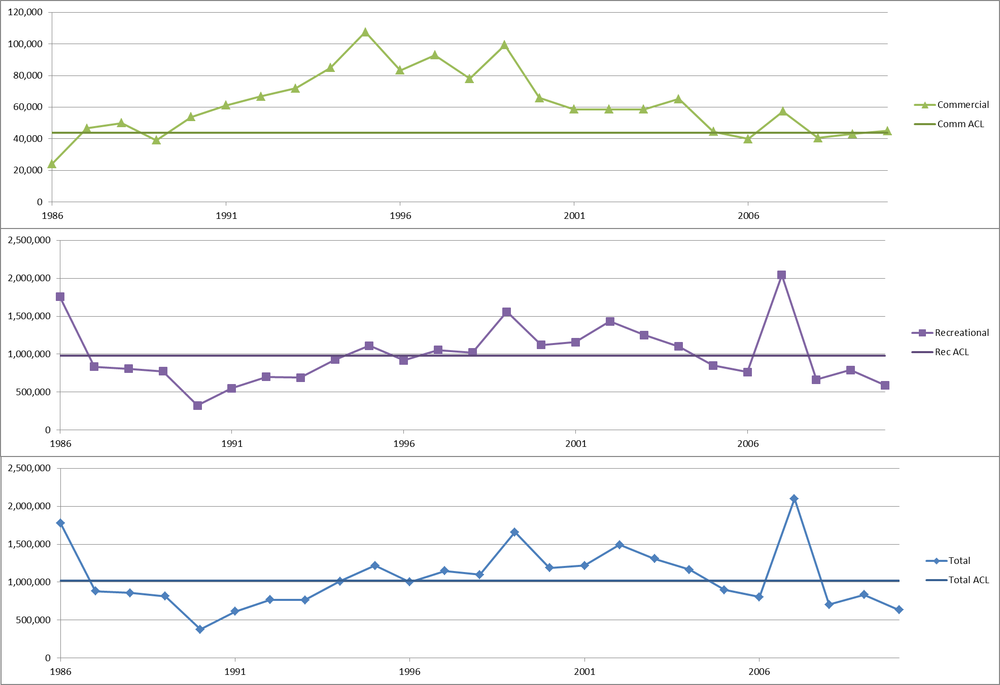 120,000
100,000
80,000
60,000
40,000
20,000
0
1986 1991 1996 2001 2006
Commercial
Comm ACL
2,500,000
2,000,000
1,500,000
1,000,000
500,000
0
1986 1991 1996 2001 2006
Recreational
Rec ACL
2,500,000
2,000,000
1,500,000
1,000,000
500,000
0
1986 1991 1996 2001 2006
Total
Total ACL